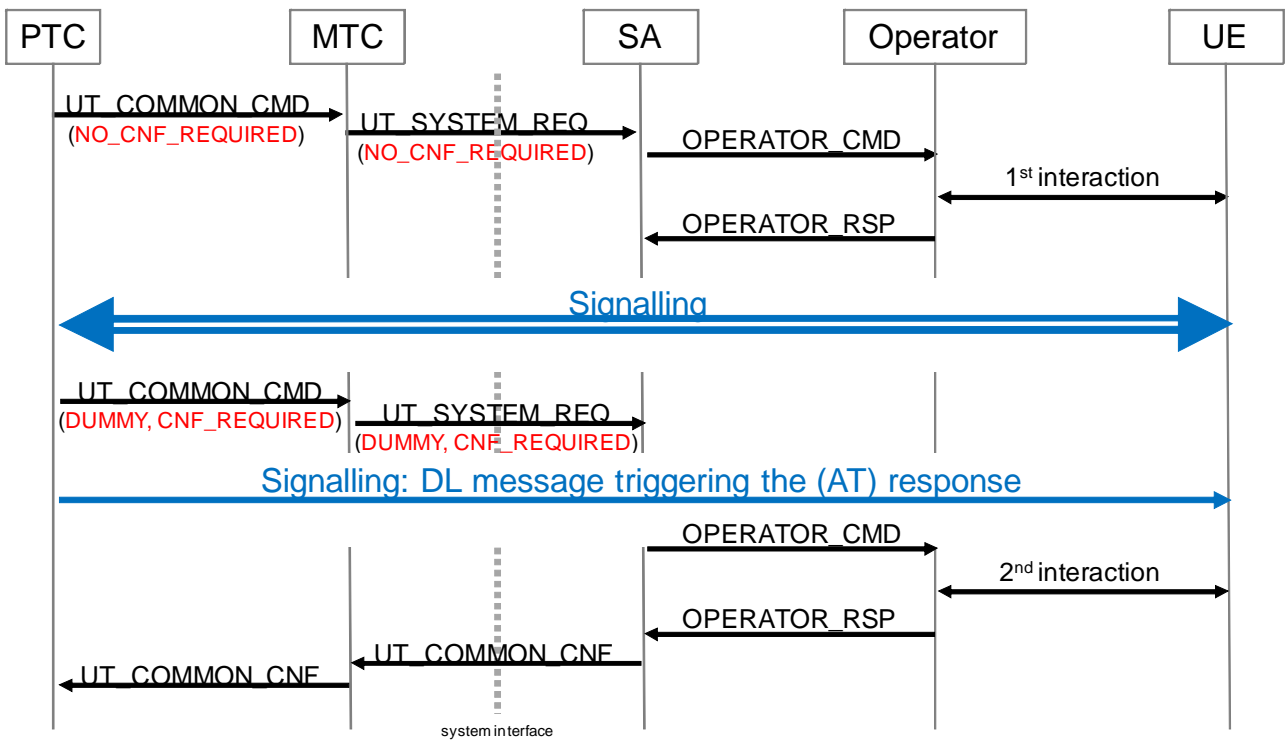 PTC
MTC
SA
Operator
UE
UT_COMMON_CMD
(NO_CNF_REQUIRED)
UT_SYSTEM_REQ
(NO_CNF_REQUIRED)
OPERATOR_CMD
1st interaction
OPERATOR_RSP
Signalling
UT_COMMON_CMD
(DUMMY, CNF_REQUIRED)
UT_SYSTEM_REQ
(DUMMY, CNF_REQUIRED)
Signalling: DL message triggering the (AT) response
OPERATOR_CMD
2nd interaction
OPERATOR_RSP
UT_COMMON_CNF
UT_COMMON_CNF
system interface